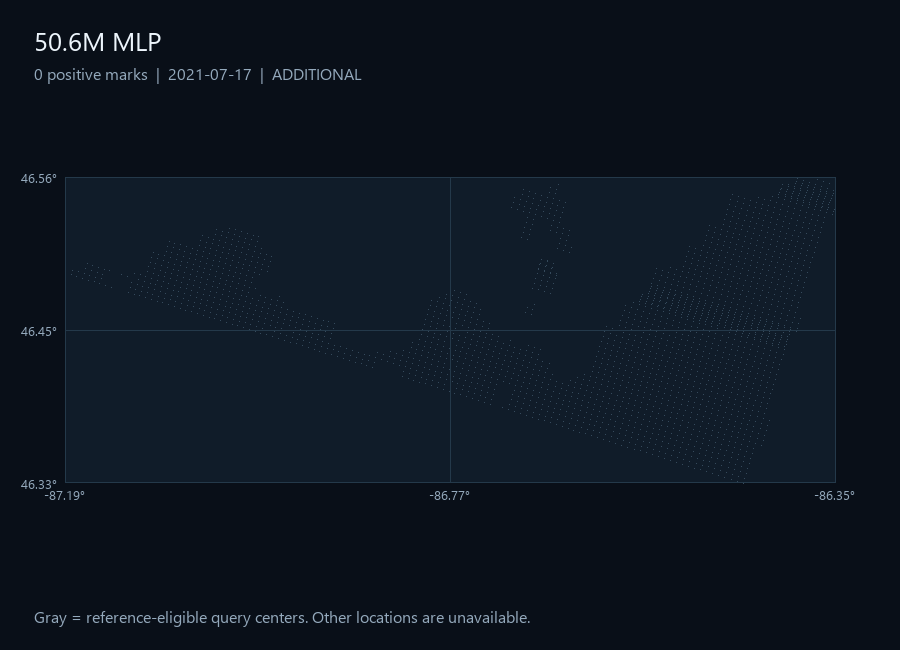 50.6M MLP
0 positive marks | 2021-07-17 | ADDITIONAL
46.56°
46.45°
46.33°
-87.19°
-86.77°
-86.35°
Gray = reference-eligible query centers. Other locations are unavailable.